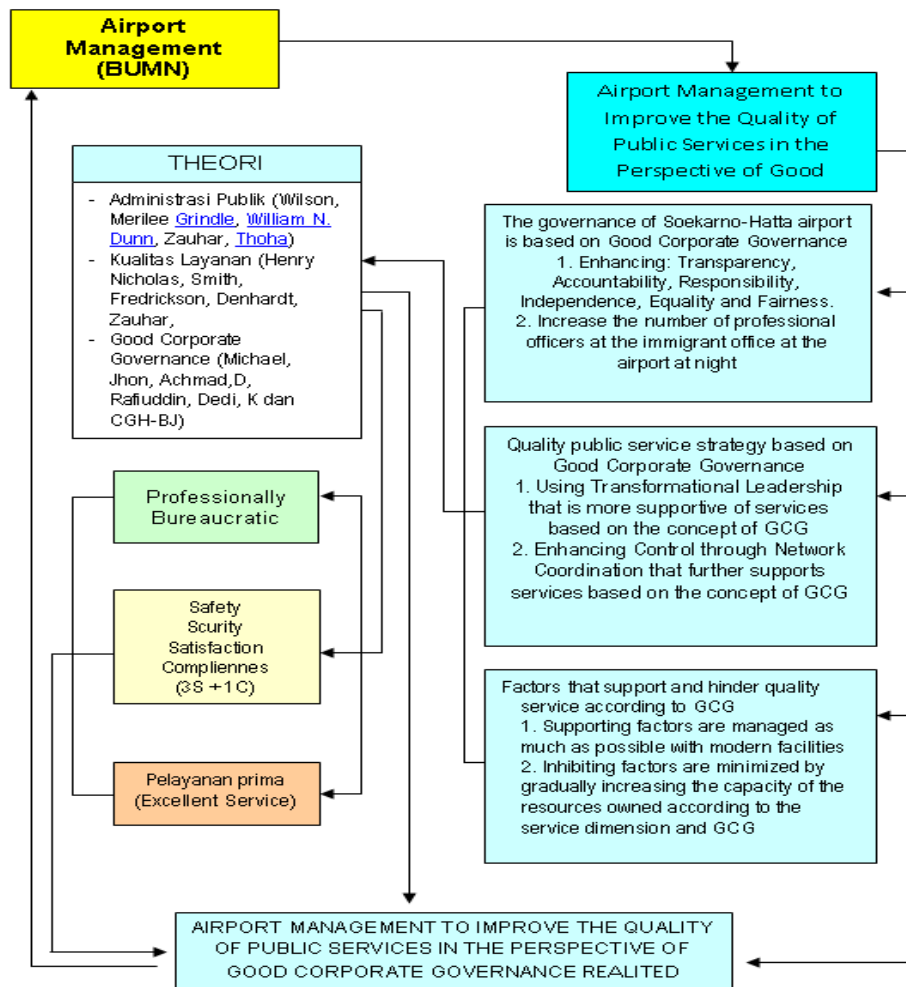 Airport
Management
(BUMN)
Airport Management to
Improve the Quality of
Public Services in the
Perspective of Good
THEORI
- Administrasi Publik (Wilson,
Merilee Grindle, William N.
Dunn, Zauhar, Thoha)
- Kualitas Layanan (Henry
Nicholas, Smith,
Fredrickson, Denhardt,
Zauhar,
- Good Corporate
Governance (Michael,
Jhon, Achmad,D,
Rafiuddin, Dedi, K dan
CGH-BJ)
The governance of Soekarno-Hatta airport
is based on Good Corporate Governance
1. Enhancing: Transparency,
Accountability, Responsibility,
Independence, Equality and Fairness.
2. Increase the number of professional
officers at the immigrant office at the
airport at night
Quality public service strategy based on
Good Corporate Governance
1. Using Transformational Leadership
that is more supportive of services
based on the concept of GCG
2. Enhancing Control through Network
Coordination that further supports
services based on the concept of GCG
Professionally
Bureaucratic
Safety
Scurity
Satisfaction
Compliennes
(3S +1C)
Pelayanan prima
(Excellent Service)
Factors that support and hinder quality
service according to GCG
1. Supporting factors are managed as
much as possible with modern facilities
2. Inhibiting factors are minimized by
gradually increasing the capacity of the
resources owned according to the
service dimension and GCG
AIRPORT MANAGEMENT TO IMPROVE THE QUALITY
OF PUBLIC SERVICES IN THE PERSPECTIVE OF
GOOD CORPORATE GOVERNANCE REALITED